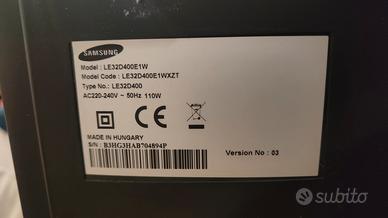 SAMSUNG
Model : LE32D400E1W
Model Code : LE32D400E1WXZT
Type No.: LE32D400
AC220-240V ~ 50Hz 110W
CE
MADE IN HUNGARY
S/N : B3HG3HAB704894P
Version No : 03
subito